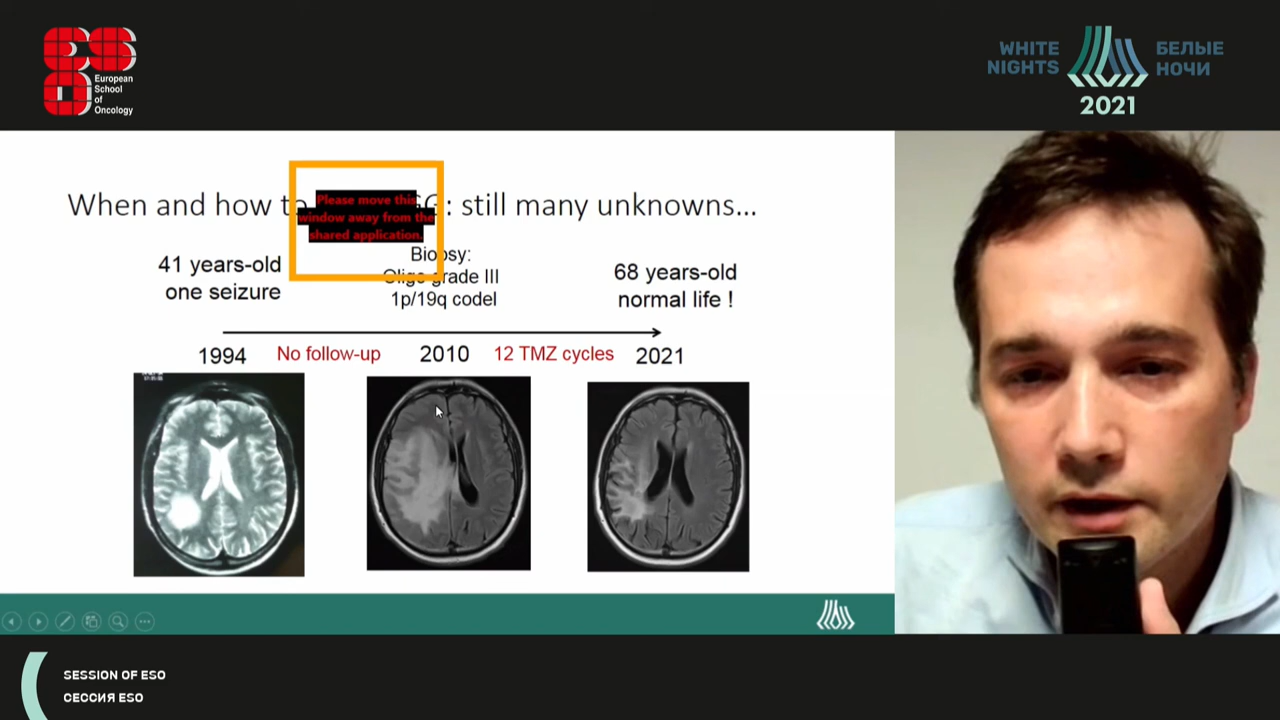 European
School
of
Oncology
WHITE
NIGHTS
БЕЛЫЕ
НОЧИ
2021
When and how to G: still many unknowns...
Please move this
window away from the
shared application.
41 years-old
one seizure
Biopsy:
Oligo grade III
1p/19q codel
68 years-old
normal life !
1994
No follow-up
2010
12 TMZ cycles
2021
SESSION OF ESO
СЕССИЯ ESO